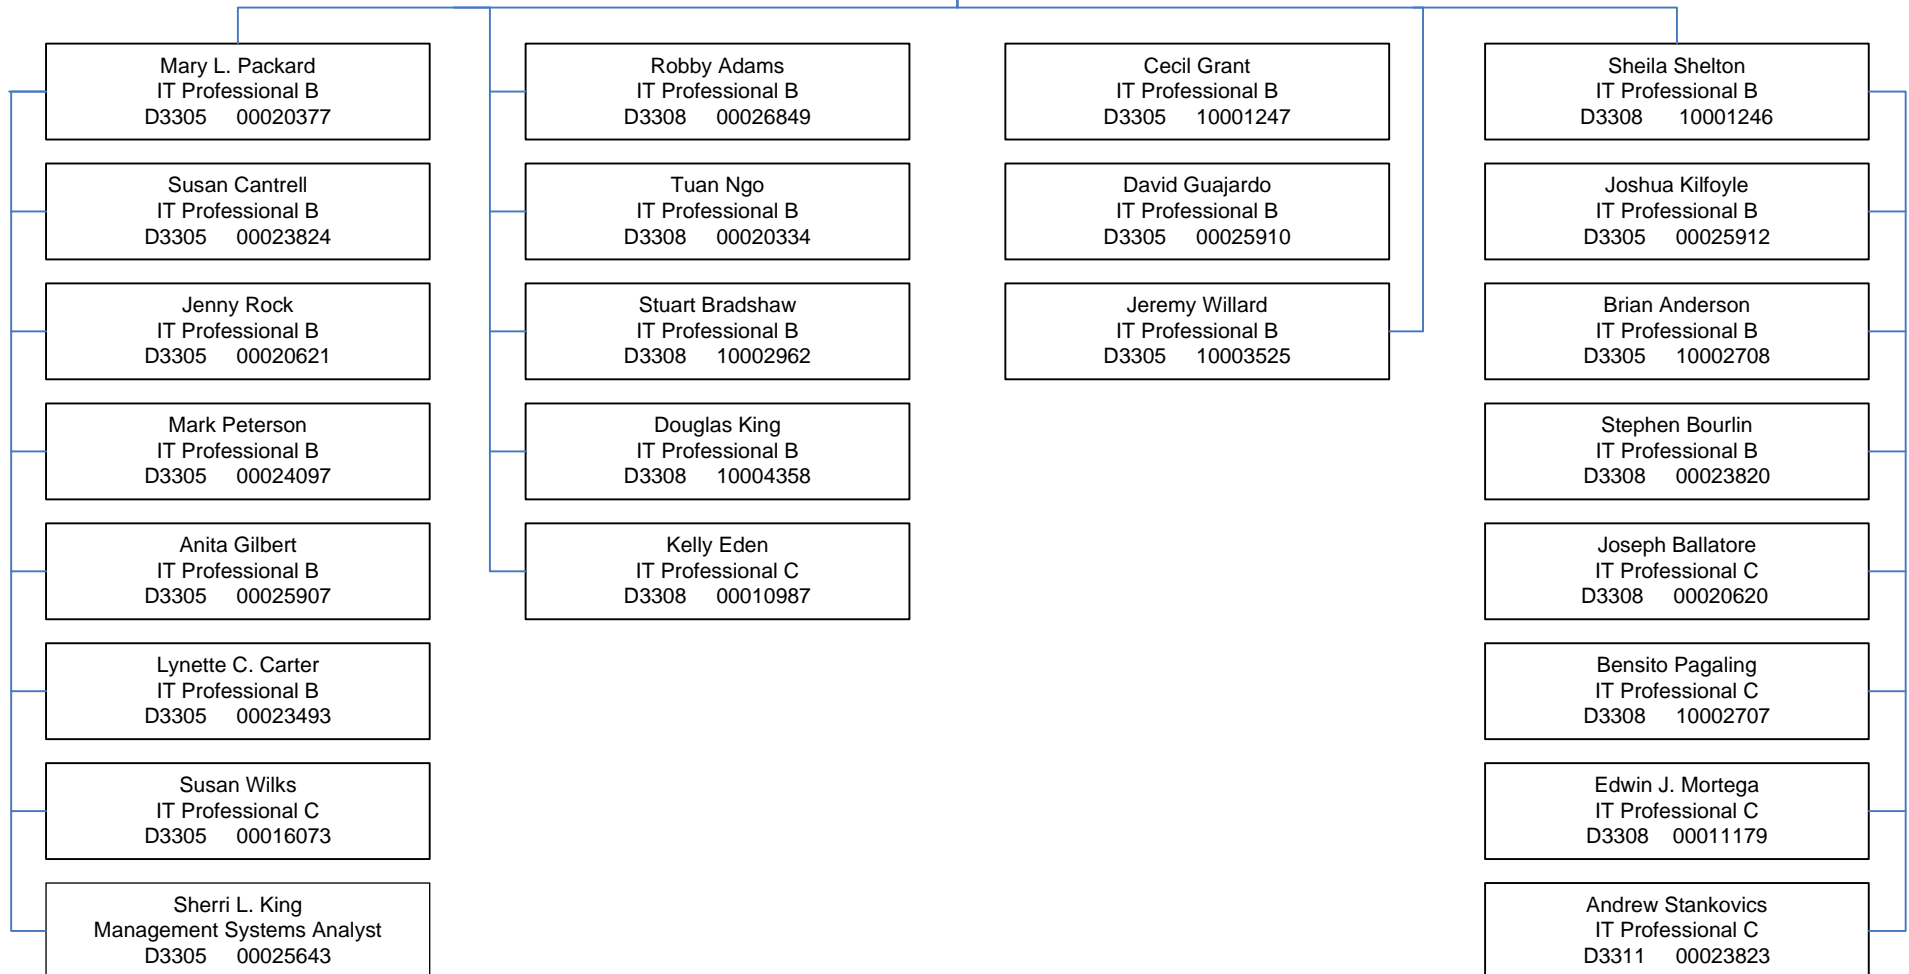 Mary L. Packard
IT Professional B
D3305 00020377
Susan Cantrell
IT Professional B
D3305 00023824
Jenny Rock
IT Professional B
D3305 00020621
Mark Peterson
IT Professional B
D3305 00024097
Anita Gilbert
IT Professional B
D3305 00025907
Lynette C. Carter
IT Professional B
D3305 00023493
Susan Wilks
IT Professional C
D3305 00016073
Sherri L. King
Management Systems Analyst
D3305 00025643
Robby Adams
IT Professional B
D3308 00026849
Tuan Ngo
IT Professional B
D3308 00020334
Stuart Bradshaw
IT Professional B
D3308 10002962
Douglas King
IT Professional B
D3308 10004358
Kelly Eden
IT Professional C
D3308 00010987
Cecil Grant
IT Professional B
D3305 10001247
David Guajardo
IT Professional B
D3305 00025910
Jeremy Willard
IT Professional B
D3305 10003525
Sheila Shelton
IT Professional B
D3308 10001246
Joshua Kilfoyle
IT Professional B
D3305 00025912
Brian Anderson
IT Professional B
D3305 10002708
Stephen Bourlin
IT Professional B
D3308 00023820
Joseph Ballatore
IT Professional C
D3308 00020620
Bensito Pagaling
IT Professional C
D3308 10002707
Edwin J. Mortega
IT Professional C
D3308 00011179
Andrew Stankovics
IT Professional C
D3311 00023823